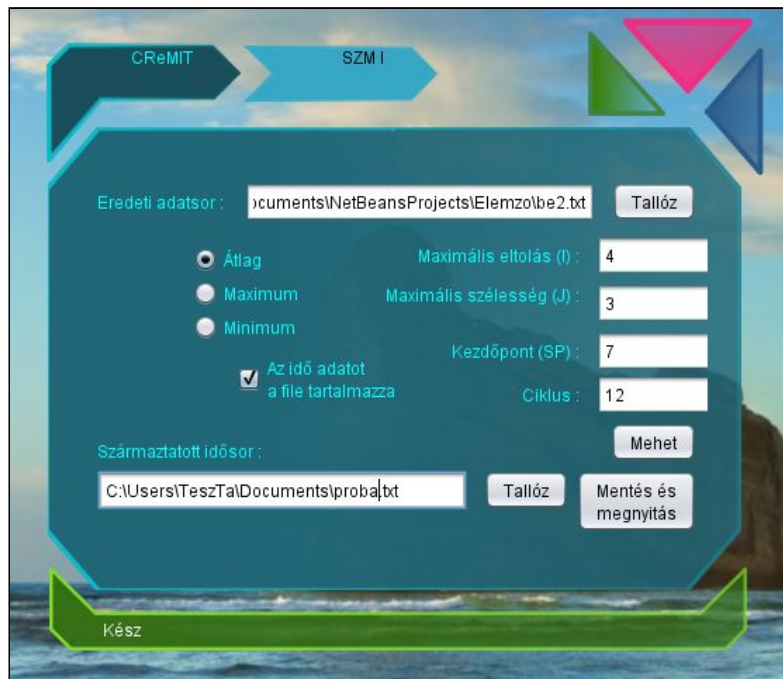 CReMIT
SZM I
Eredeti adatsor :
ocuments\NetBeansProjects\Elemzo\be2.txt
Tallóz
Átlag
Maximum
Minimum
Az idő adatot
a file tartalmazza
Maximális eltolás (I) :
4
Maximális szélesség (J) :
3
Kezdőpont (SP) :
7
Ciklus :
12
Mehet
Származtatott idősor :
C:\Users\TeszTa\Documents\proba.txt
Tallóz
Mentés és
megnyitás
Kész